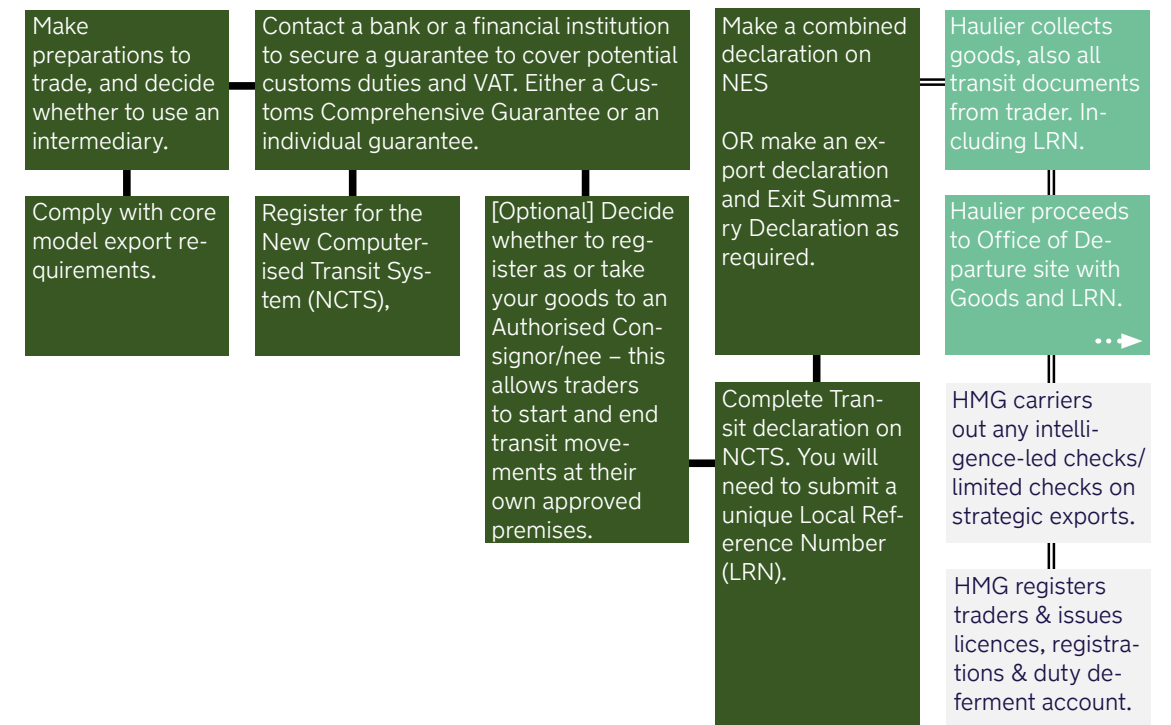 Make
preparations to
trade, and decide
whether to use an
intermediary.
Contact a bank or a financial institution
to secure a guarantee to cover potential
customs duties and VAT. Either a Cus-
toms Comprehensive Guarantee or an
individual guarantee.
Make a combined
declaration on
NES
OR make an ex-
port declaration
and Exit Summa-
ry Declaration as
required.
Haulier collects
goods, also all
transit documents
from trader. In-
cluding LRN.
Comply with core
model export re-
quirements.
Register for the
New Computer-
ised Transit Sys-
tem (NCTS),
[Optional] Decide
whether to reg-
ister as or take
your goods to an
Authorised Con-
signor/nee – this
allows traders
to start and end
transit move-
ments at their
own approved
premises.
Haulier proceeds
to Office of De-
parture site with
Goods and LRN.
Complete Tran-
sit declaration on
NCTS. You will
need to submit a
unique Local Ref-
erence Number
(LRN).
HMG carriers
out any intelli-
gence-led checks/
limited checks on
strategic exports.
HMG registers
traders & issues
licences, registra-
tions & duty de-
ferment account.